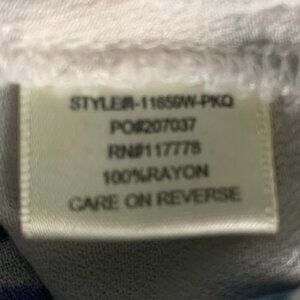 STYLE#I-11659W-PKQ
PO#207037
RN#117778
100%RAYON
CARE ON REVERSE